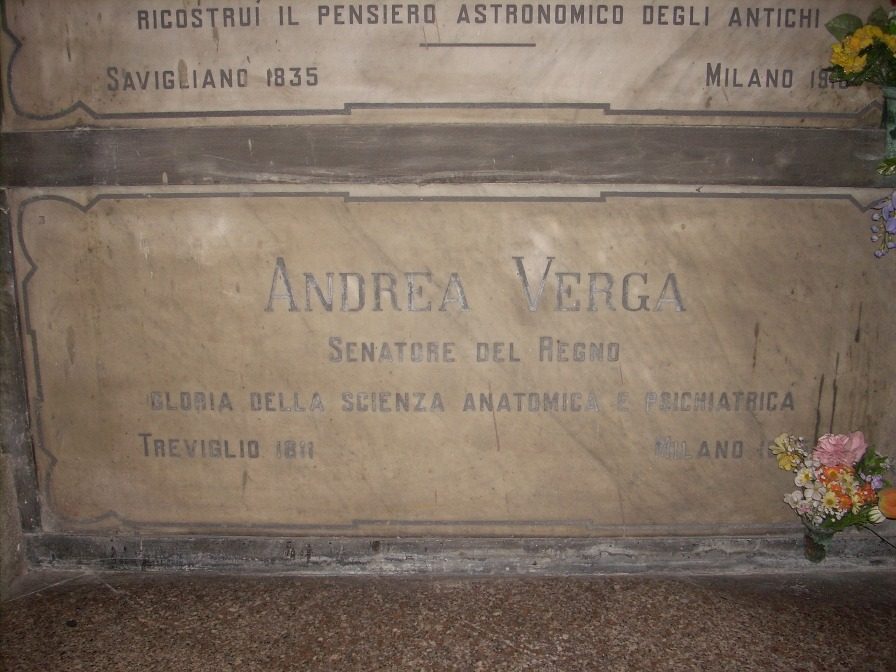 RICOSTRUÌ IL PENSIERO ASTRONOMICO DEGLI ANTICHI
SAVIGLIANO 1835 MILANO
ANDREA VERGA
SENATORE DEL REGNO
GLORIA DELLA SCIENZA ANATOMICA E PSICHIATRICA
TREVIGLIO 1811 MILANO